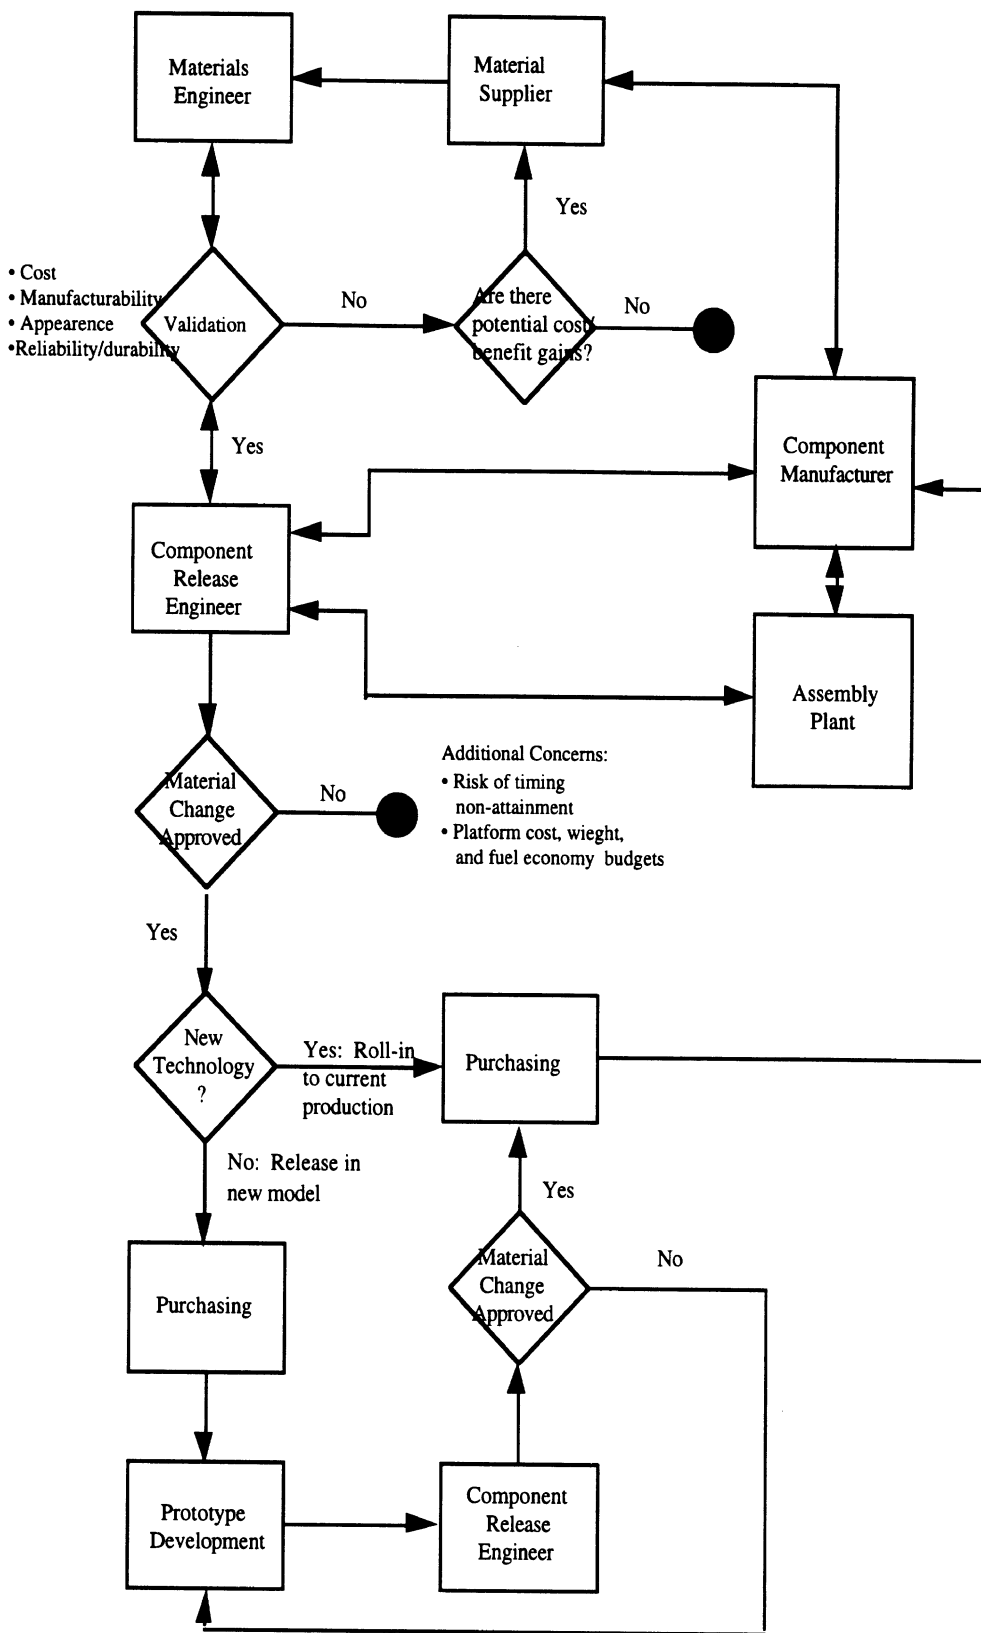 Materials
Engineer
Material
Supplier
Yes
• Cost
• Manufacturability
• Appearence
•Reliability/durability
Validation
No
Are there
potential cost/
benefit gains?
No
Yes
Component
Manufacturer
Component
Release
Engineer
Assembly
Plant
Material
Change
Approved
No
Additional Concerns:
• Risk of timing
non-attainment
• Platform cost, wieght,
and fuel economy budgets
Yes
New
Technology
?
Yes: Roll-in
to current
production
Purchasing
No: Release in
new model
Yes
Material
Change
Approved
No
Purchasing
Prototype
Development
Component
Release
Engineer